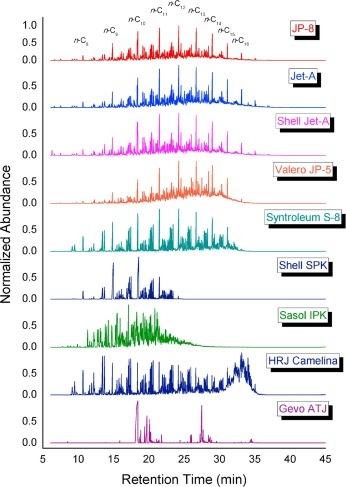 n-C8
n-C9
n-C10
n-C11
n-C12
n-C13
n-C14
n-C15
n-C16
1.0
0.5
0.0
JP-8
0.5
0.0
Jet-A
0.5
0.0
Shell Jet-A
0.5
0.0
Valero JP-5
0.5
0.0
Syntroleum S-8
0.5
0.0
Shell SPK
0.5
0.0
Sasol IPK
0.5
0.0
HRJ Camelina
0.5
0.0
Gevo ATJ
Normalized Abundance
5 10 15 20 25 30 35 40 45
Retention Time (min)